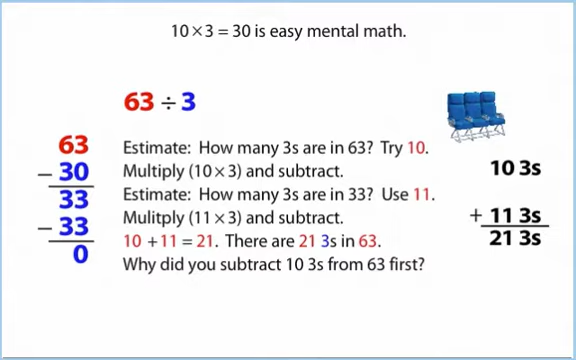 10 × 3 = 30 is easy mental math.
63 ÷ 3
63
− 30
33
− 33
0
Estimate: How many 3s are in 63? Try 10.
Multiply (10 × 3) and subtract.
Estimate: How many 3s are in 33? Use 11.
Mulitply (11 × 3) and subtract.
10 + 11 = 21. There are 21 3s in 63.
Why did you subtract 10 3s from 63 first?
10 3s
+ 11 3s
21 3s